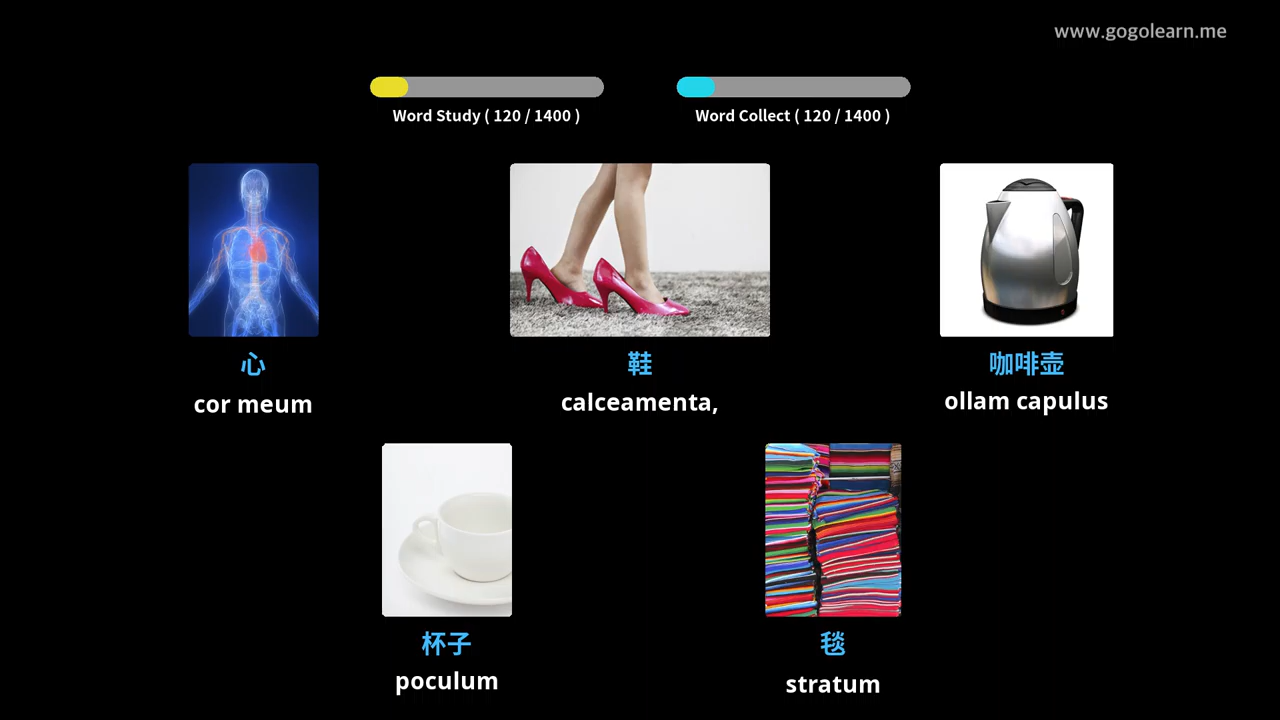 www.gogolearn.me
Word Study ( 120 / 1400 )
Word Collect ( 120 / 1400 )
心
cor meum
鞋
calceamenta,
咖啡壶
ollam capulus
杯子
poculum
毯
stratum